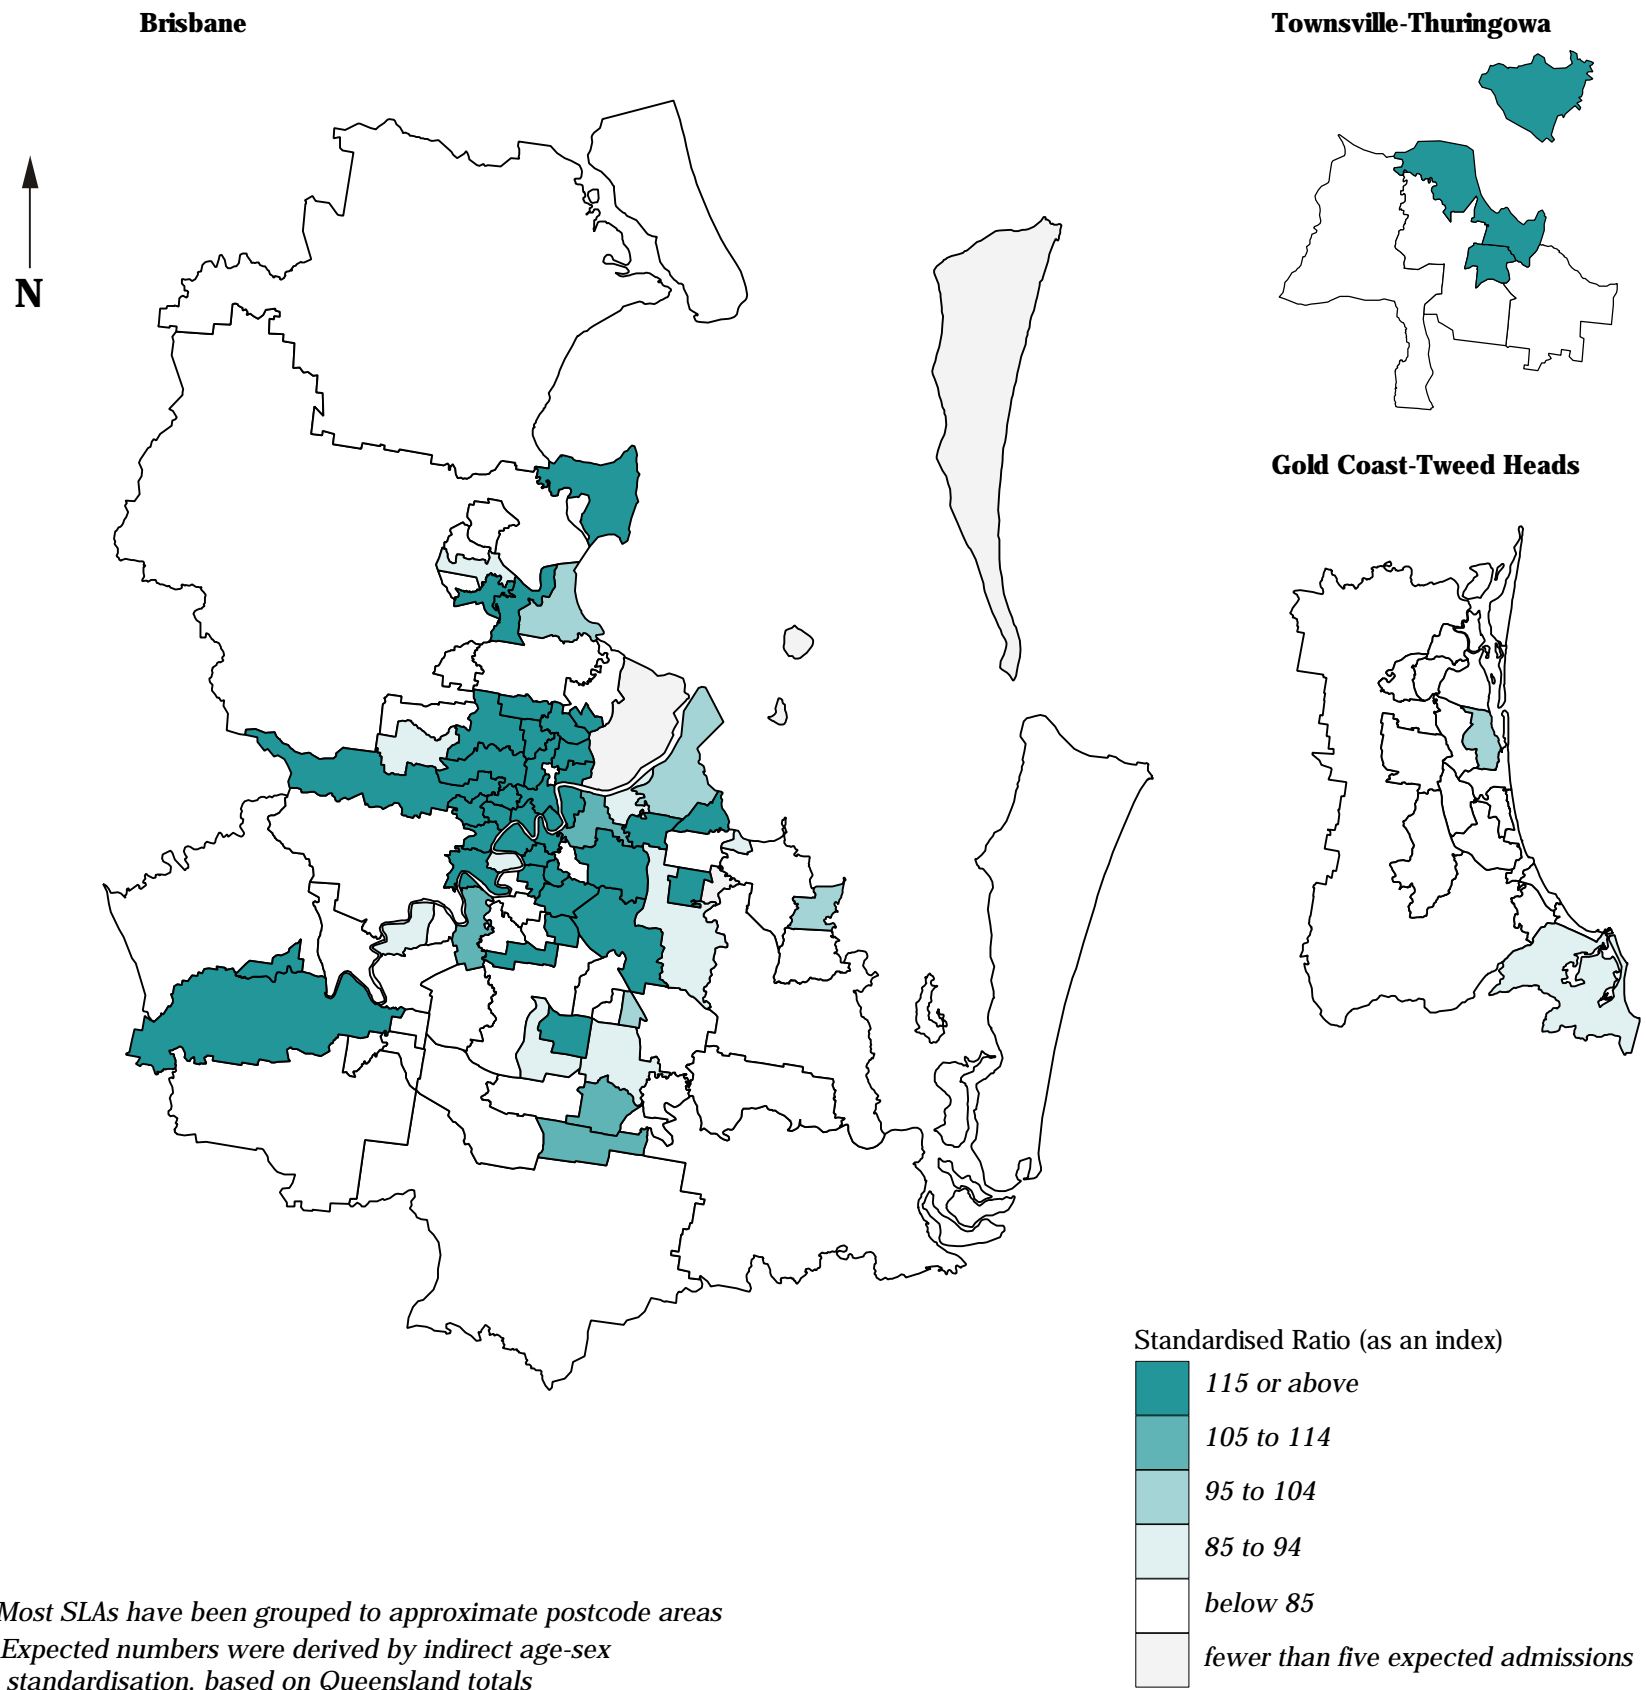 Brisbane
Townsville-Thuringowa
N
Gold Coast-Tweed Heads
Standardised Ratio (as an index)
115 or above
105 to 114
95 to 104
85 to 94
below 85
fewer than five expected admissions
Most SLAs have been grouped to approximate postcode areas
Expected numbers were derived by indirect age-sex
standardisation, based on Queensland totals